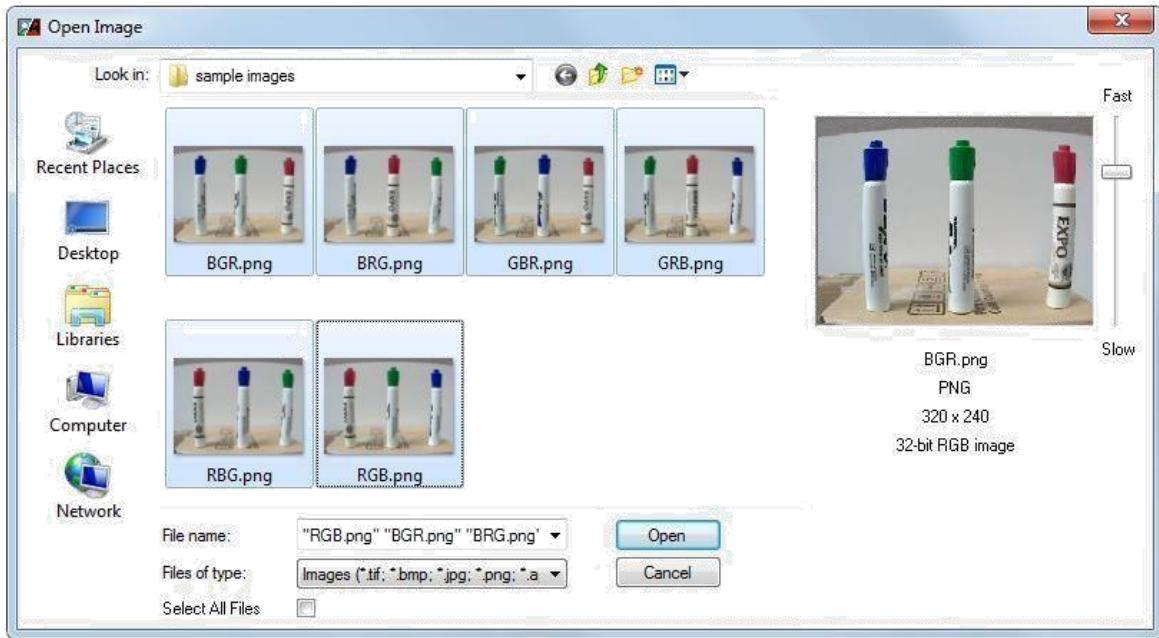 Open Image
Look in: sample images
Fast
Recent Places
Desktop
Libraries
Computer
Network
BGR.png BRG.png GBR.png GRB.png
RBG.png RGB.png
EXPO
Slow
BGR.png
PNG
320 x 240
32-bit RGB image
File name: "RGB.png" "BGR.png" "BRG.png' Open
Files of type: Images (*.tif; *.bmp; *.jpg; *.png; *.a Cancel
Select All Files